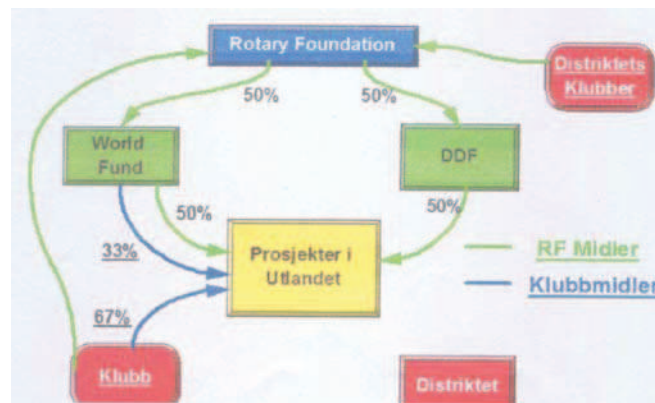 Rotary Foundation
Distriktets
Klubber
50%
50%
World
Fund
DDF
50%
50%
33%
Prosjekter i
Utlandet
RF Midler
Klubbmidler
67%
Klubb
Distriktet